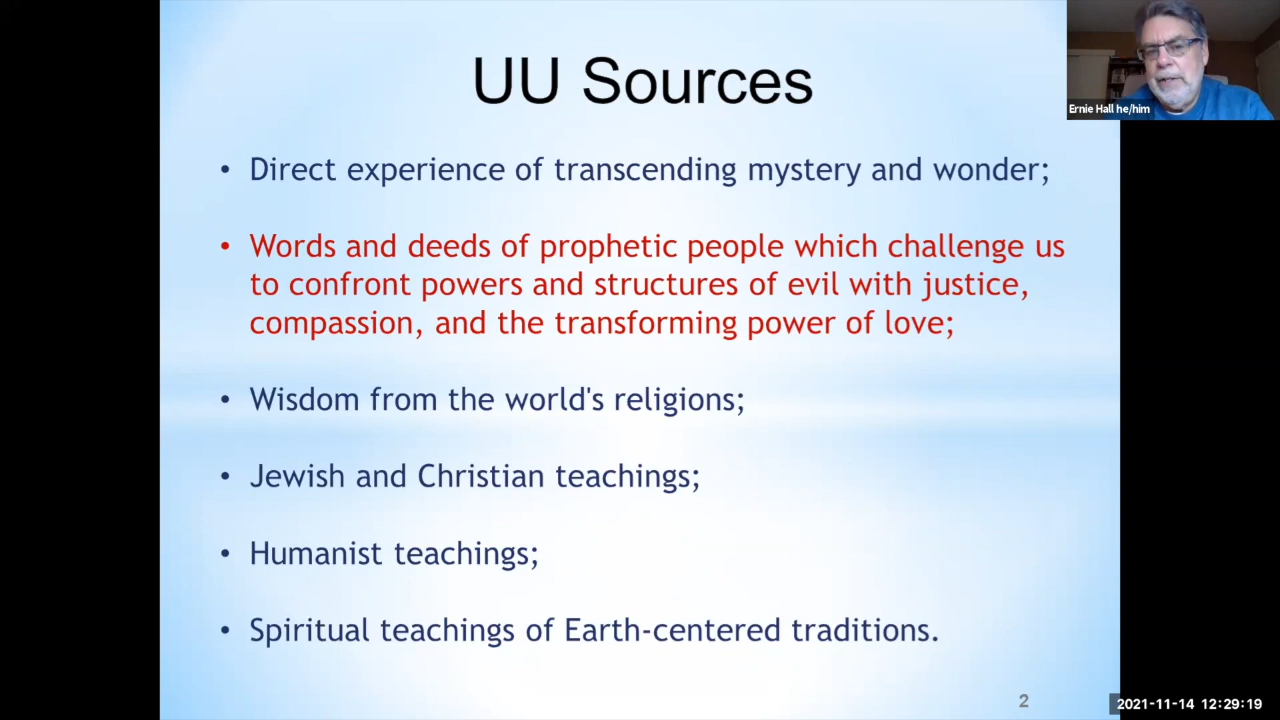 UU Sources
Ernie Hall he/him
• Direct experience of transcending mystery and wonder;
• Words and deeds of prophetic people which challenge us
to confront powers and structures of evil with justice,
compassion, and the transforming power of love;
• Wisdom from the world's religions;
• Jewish and Christian teachings;
• Humanist teachings;
• Spiritual teachings of Earth-centered traditions.
2
2021-11-14 12:29:19